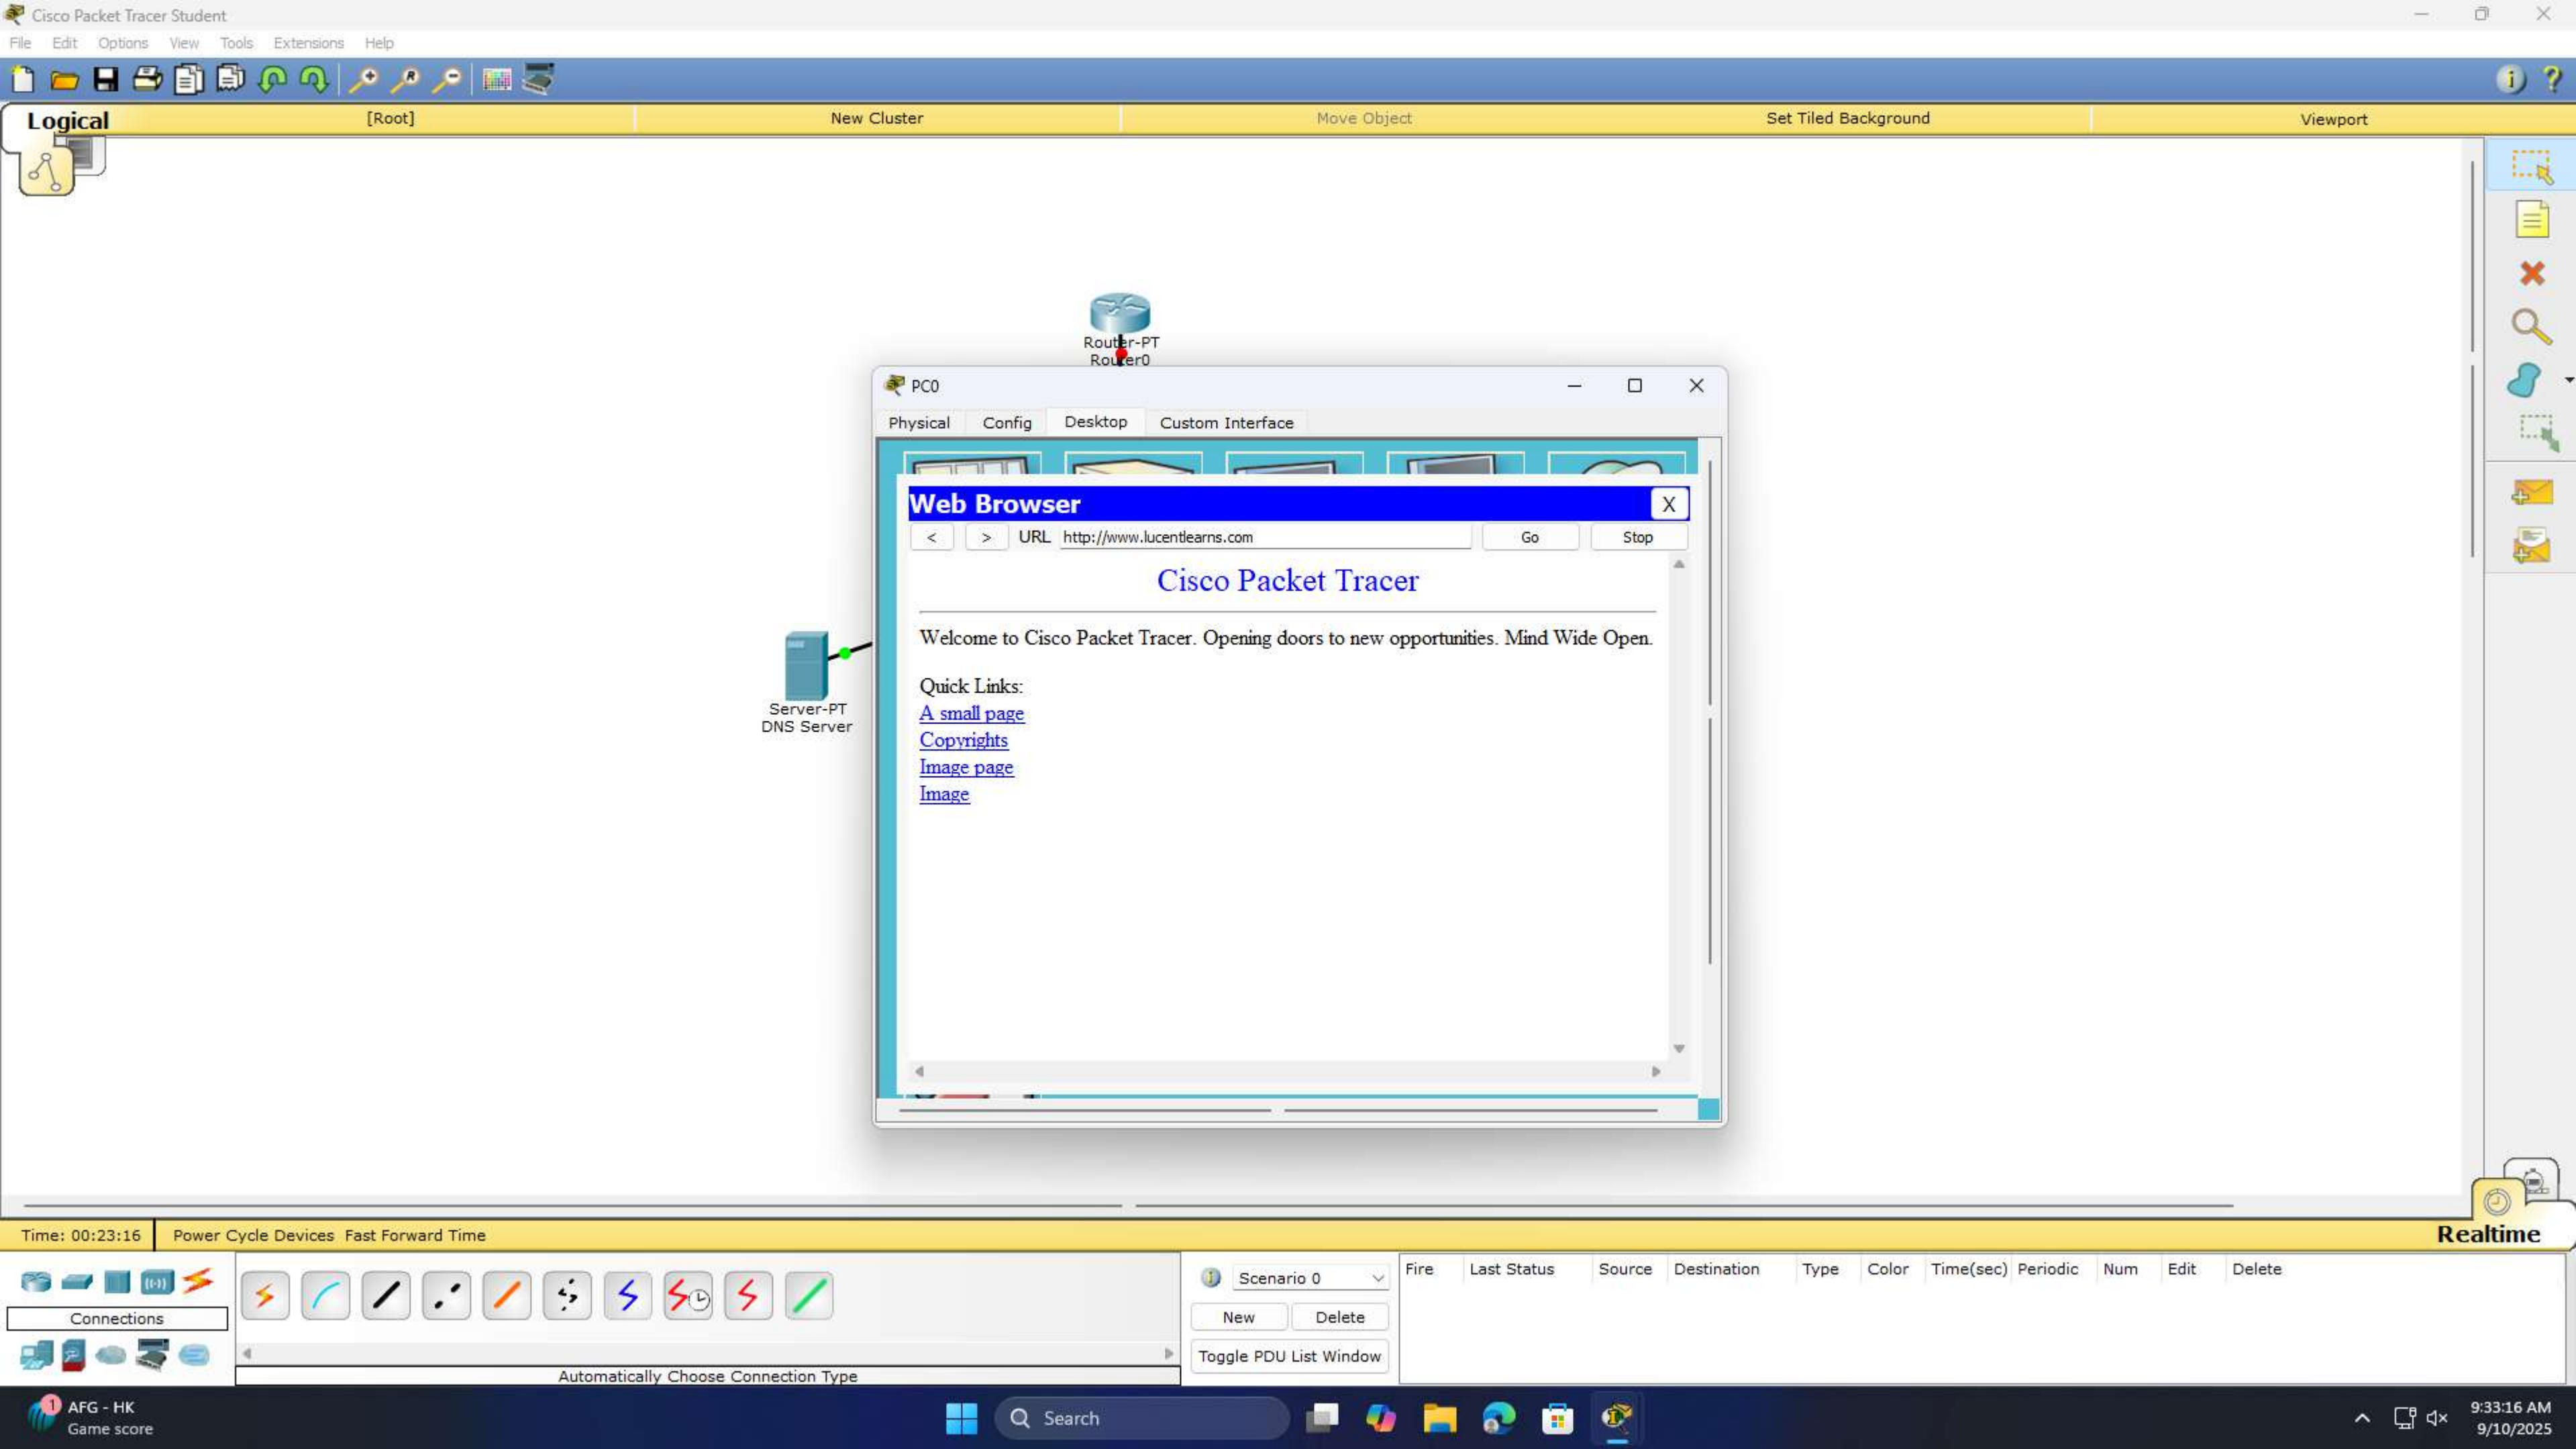 Cisco Packet Tracer Student
File Edit Options View Tools Extensions Help
Logical [Root] New Cluster Move Object Set Tiled Background Viewport
Router-PT
Router0
PC0
Physical Config Desktop Custom Interface
Web Browser X
< > URL http://www.lucentlearns.com Go Stop
Cisco Packet Tracer
Welcome to Cisco Packet Tracer. Opening doors to new opportunities. Mind Wide Open.
Quick Links:
A small page
Copyrights
Image page
Image
Server-PT
DNS Server
Time: 00:23:16 Power Cycle Devices Fast Forward Time Realtime
Connections
Automatically Choose Connection Type
Scenario 0
New Delete
Toggle PDU List Window
Fire Last Status Source Destination Type Color Time(sec) Periodic Num Edit Delete
1 AFG - HK
Game score
Search
9:33:16 AM
9/10/2025